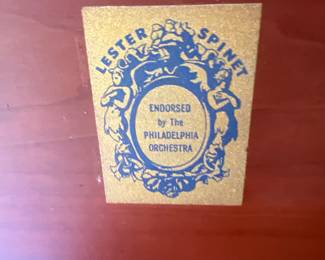 LESTER SPINET
ENDORSED
by The
PHILADELPHIA
ORCHESTRA